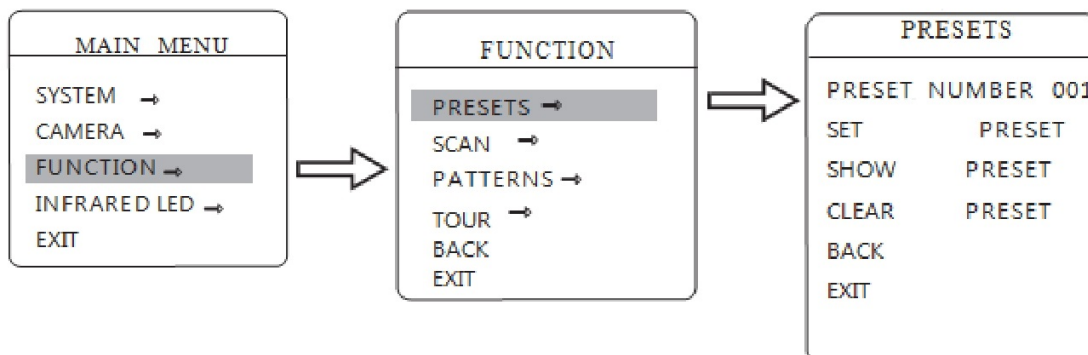 MAIN MENU
SYSTEM →
CAMERA →
FUNCTION →
INFRARED LED →
EXIT
FUNCTION
PRESETS →
SCAN →
PATTERNS →
TOUR →
BACK
EXIT
PRESETS
PRESET NUMBER 001
SET PRESET
SHOW PRESET
CLEAR PRESET
BACK
EXIT